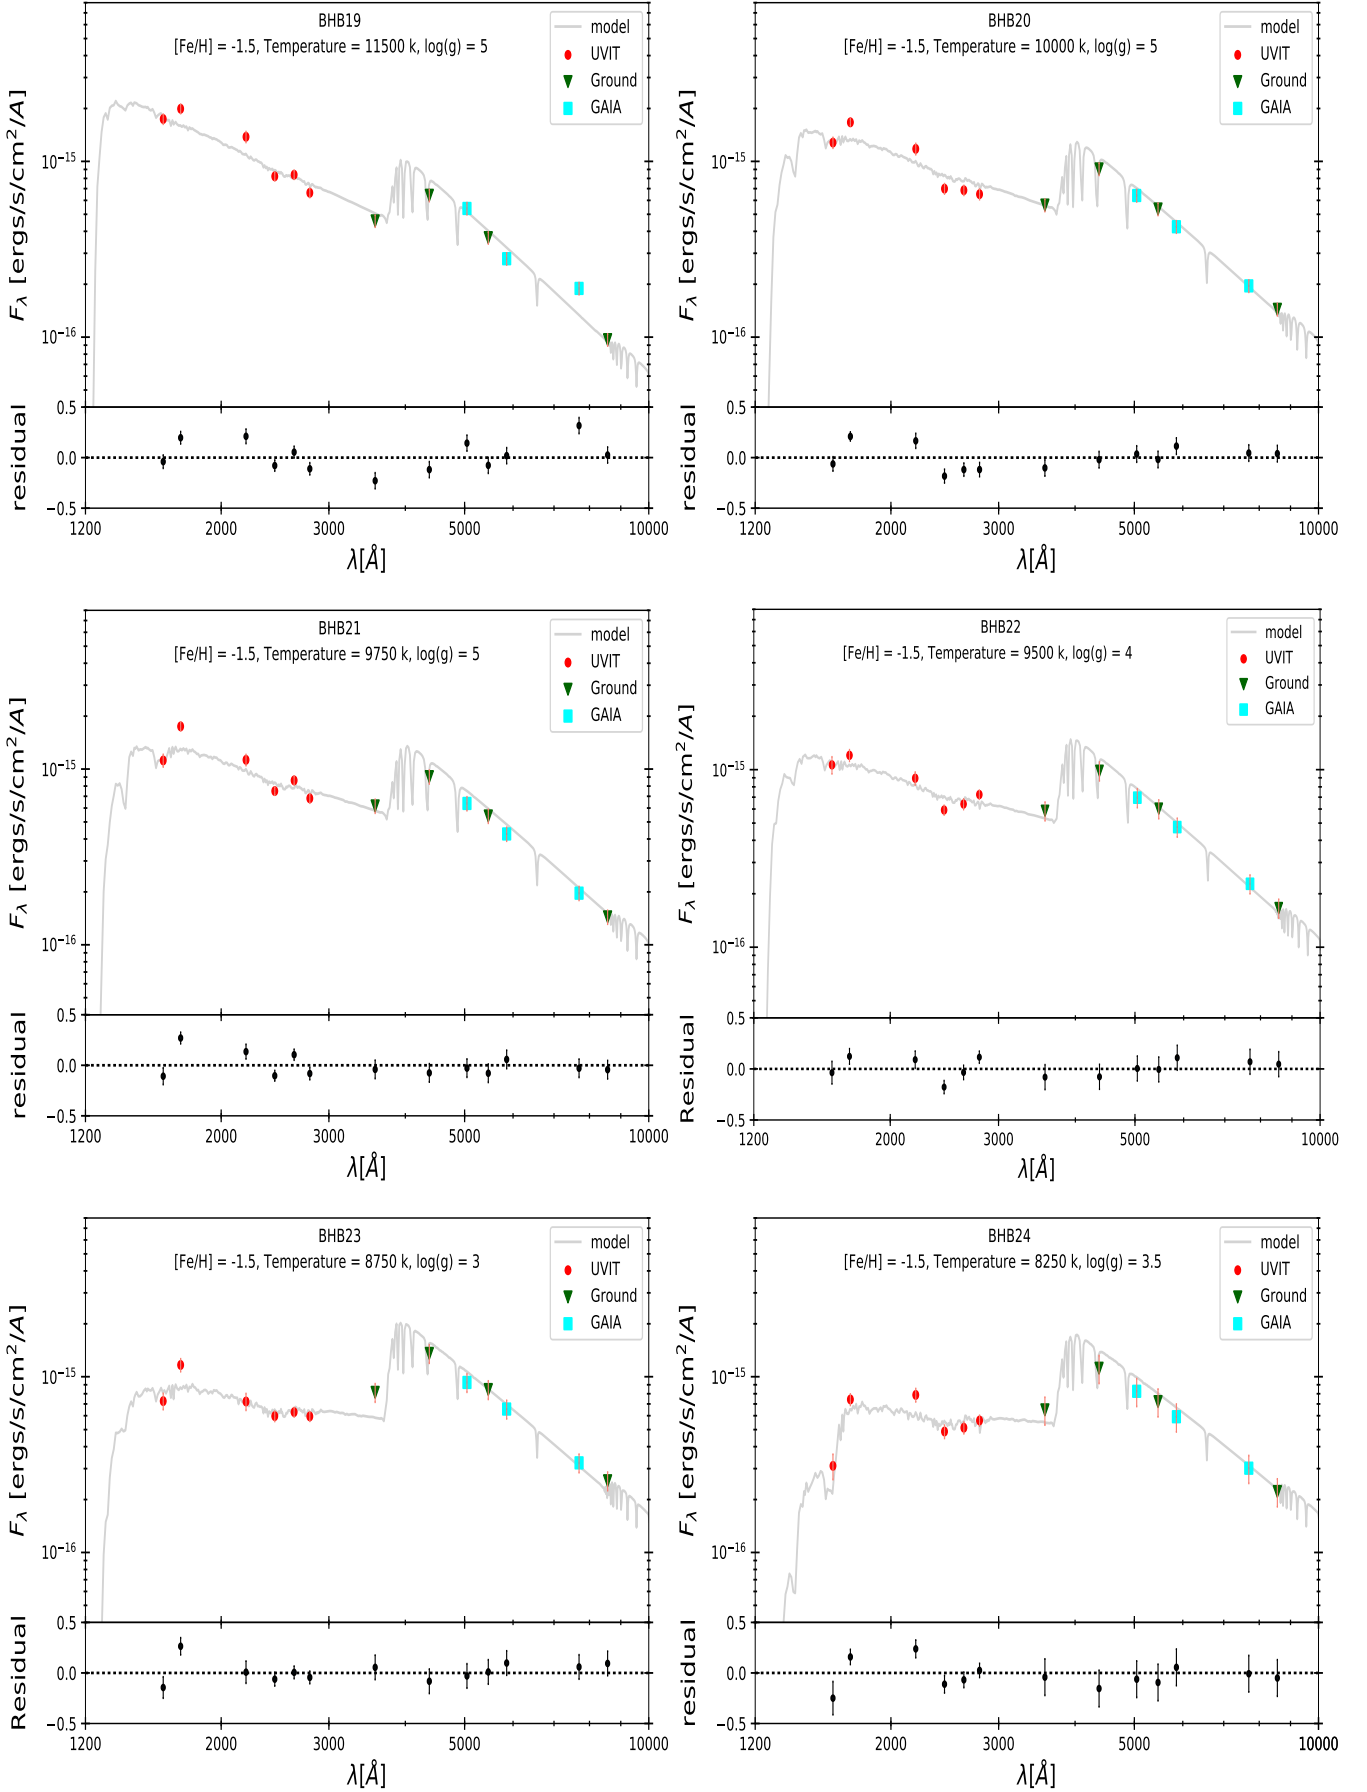 BHB19
[Fe/H] = -1.5, Temperature = 11500 k, log(g) = 5
model
UVIT
Ground
GAIA
F_λ [ergs/s/cm²/A]
10⁻¹⁵
10⁻¹⁶
residual
0.5
0.0
−0.5
1200
2000
3000
5000
10000
λ[Å]
BHB20
[Fe/H] = -1.5, Temperature = 10000 k, log(g) = 5
model
UVIT
Ground
GAIA
F_λ [ergs/s/cm²/A]
10⁻¹⁵
10⁻¹⁶
residual
0.5
0.0
−0.5
1200
2000
3000
5000
10000
λ[Å]
BHB21
[Fe/H] = -1.5, Temperature = 9750 k, log(g) = 5
model
UVIT
Ground
GAIA
F_λ [ergs/s/cm²/A]
10⁻¹⁵
10⁻¹⁶
residual
0.5
0.0
−0.5
1200
2000
3000
5000
10000
λ[Å]
BHB22
[Fe/H] = -1.5, Temperature = 9500 k, log(g) = 4
model
UVIT
Ground
GAIA
F_λ [ergs/s/cm²/A]
10⁻¹⁵
10⁻¹⁶
Residual
0.5
0.0
−0.5
1200
2000
3000
5000
10000
λ[Å]
BHB23
[Fe/H] = -1.5, Temperature = 8750 k, log(g) = 3
model
UVIT
Ground
GAIA
F_λ [ergs/s/cm²/A]
10⁻¹⁵
10⁻¹⁶
Residual
0.5
0.0
−0.5
1200
2000
3000
5000
10000
λ[Å]
BHB24
[Fe/H] = -1.5, Temperature = 8250 k, log(g) = 3.5
model
UVIT
Ground
GAIA
F_λ [ergs/s/cm²/A]
10⁻¹⁵
10⁻¹⁶
residual
0.5
0.0
−0.5
1200
2000
3000
5000
10000
λ[Å]